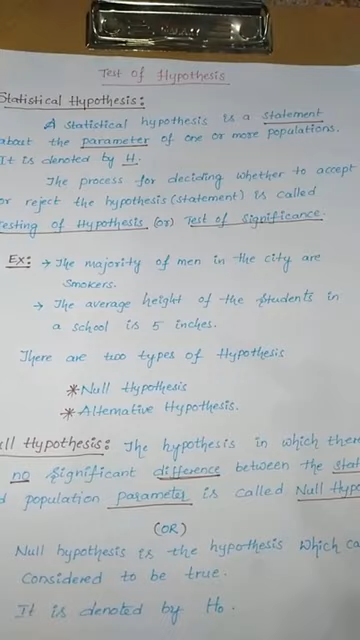 Test of Hypothesis
Statistical Hypothesis:
A statistical hypothesis is a statement
about the parameter of one or more populations.
It is denoted by H.
The process for deciding whether to accept
or reject the hypothesis (statement) is called
Testing of Hypothesis (or) Test of Significance.
Ex: → The majority of men in the city are
smokers.
→ The average height of the students in
a school is 5 inches.
There are two types of Hypothesis
* Null Hypothesis
* Alternative Hypothesis.
Null Hypothesis: The hypothesis in which there
no significant difference between the
population parameter is called Null
(OR)
Null hypothesis is the hypothesis which
Considered to be true.
It is denoted by H₀.